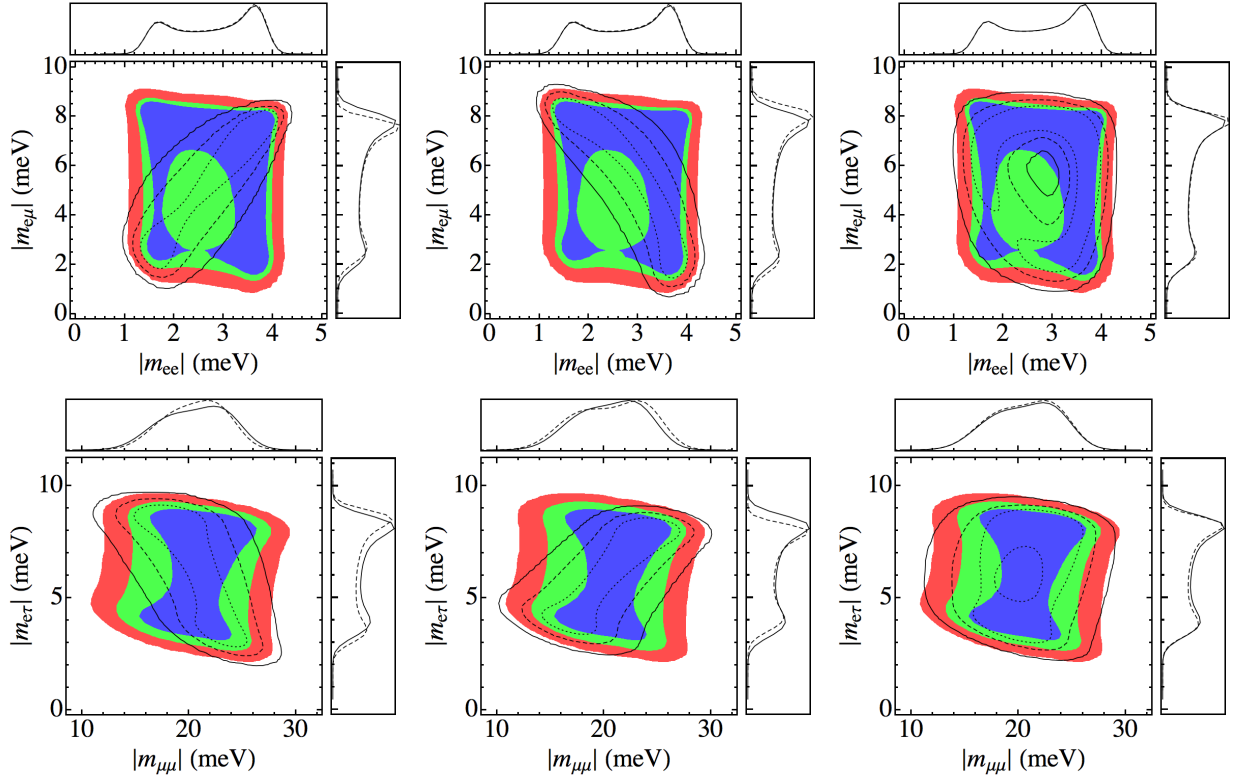 10
8
6
4
2
0
|m_eμ| (meV)
0 1 2 3 4 5
|m_ee| (meV)
10
8
6
4
2
0
|m_eμ| (meV)
0 1 2 3 4 5
|m_ee| (meV)
10
8
6
4
2
0
|m_eμ| (meV)
0 1 2 3 4 5
|m_ee| (meV)
10
5
0
|m_eτ| (meV)
10 20 30
|m_μμ| (meV)
10
5
0
|m_eτ| (meV)
10 20 30
|m_μμ| (meV)
10
5
0
|m_eτ| (meV)
10 20 30
|m_μμ| (meV)